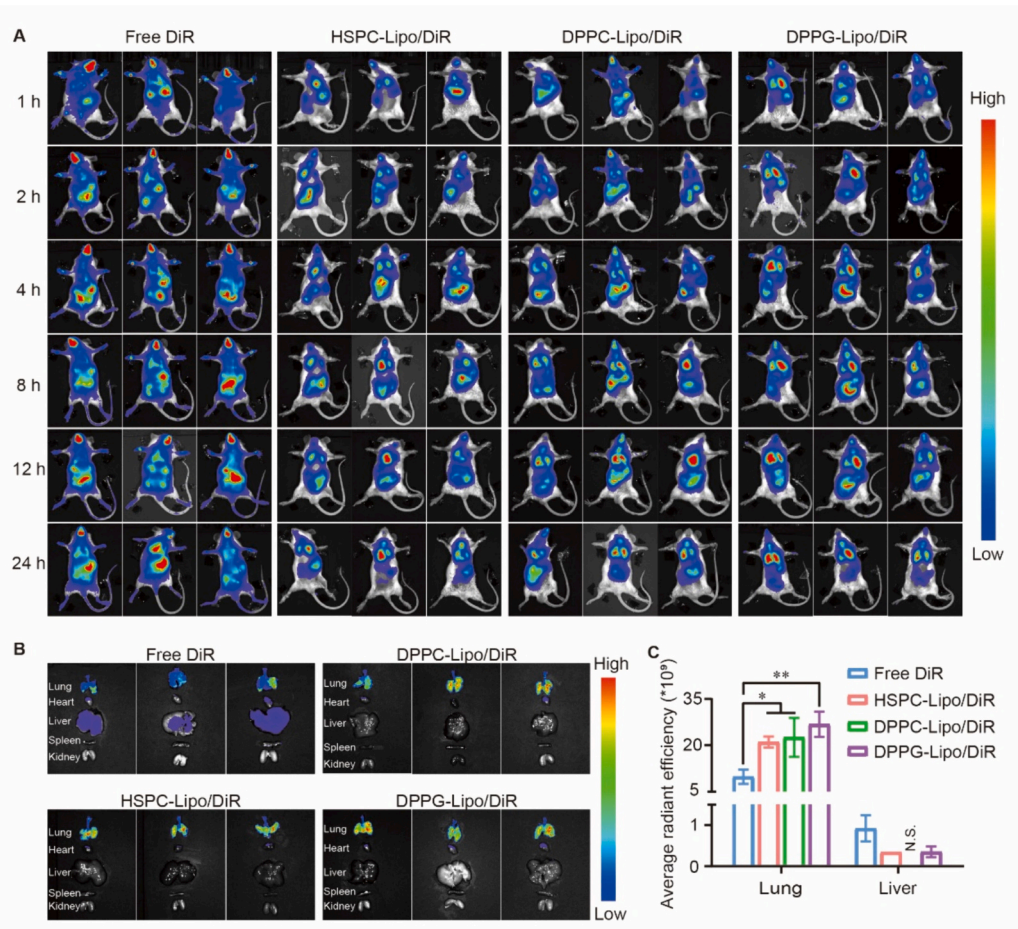 A
Free DiR HSPC-Lipo/DiR DPPC-Lipo/DiR DPPG-Lipo/DiR
1 h
2 h
4 h
8 h
12 h
24 h
High
Low
B
Free DiR DPPC-Lipo/DiR
Lung Lung
Heart Heart
Liver Liver
Spleen Spleen
Kidney Kidney
HSPC-Lipo/DiR DPPG-Lipo/DiR
Lung Lung
Heart Heart
Liver Liver
Spleen Spleen
Kidney Kidney
High
Low
C
Average radiant efficiency (*10⁹)
35
20
5
1
0
*
**
N.S.
Lung Liver
Free DiR
HSPC-Lipo/DiR
DPPC-Lipo/DiR
DPPG-Lipo/DiR